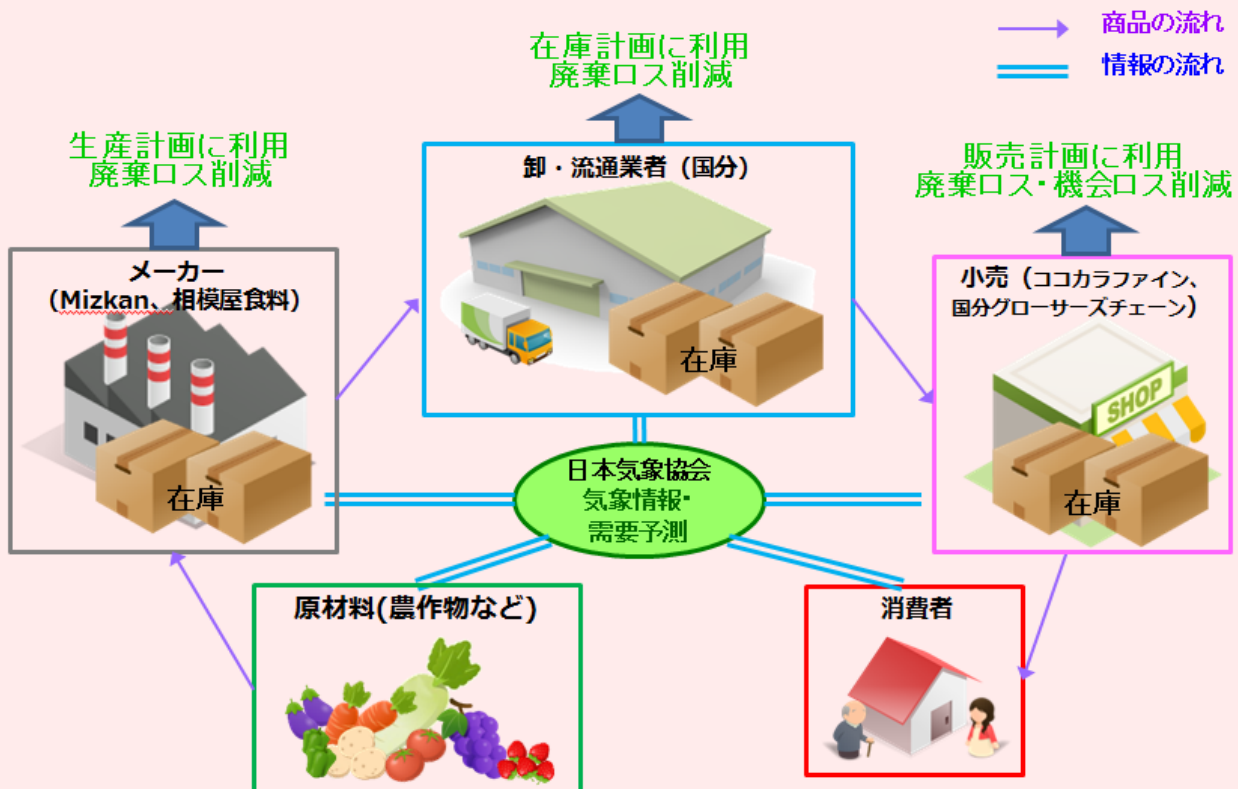 商品の流れ
情報の流れ
在庫計画に利用
廃棄ロス削減
生産計画に利用
廃棄ロス削減
販売計画に利用
廃棄ロス・機会ロス削減
卸・流通業者（国分）
在庫
メーカー
（Mizkan、相模屋食料）
在庫
小売（ココカラファイン、
国分グローサーズチェーン）
SHOP
在庫
日本気象協会
気象情報・
需要予測
原材料(農作物など)
消費者